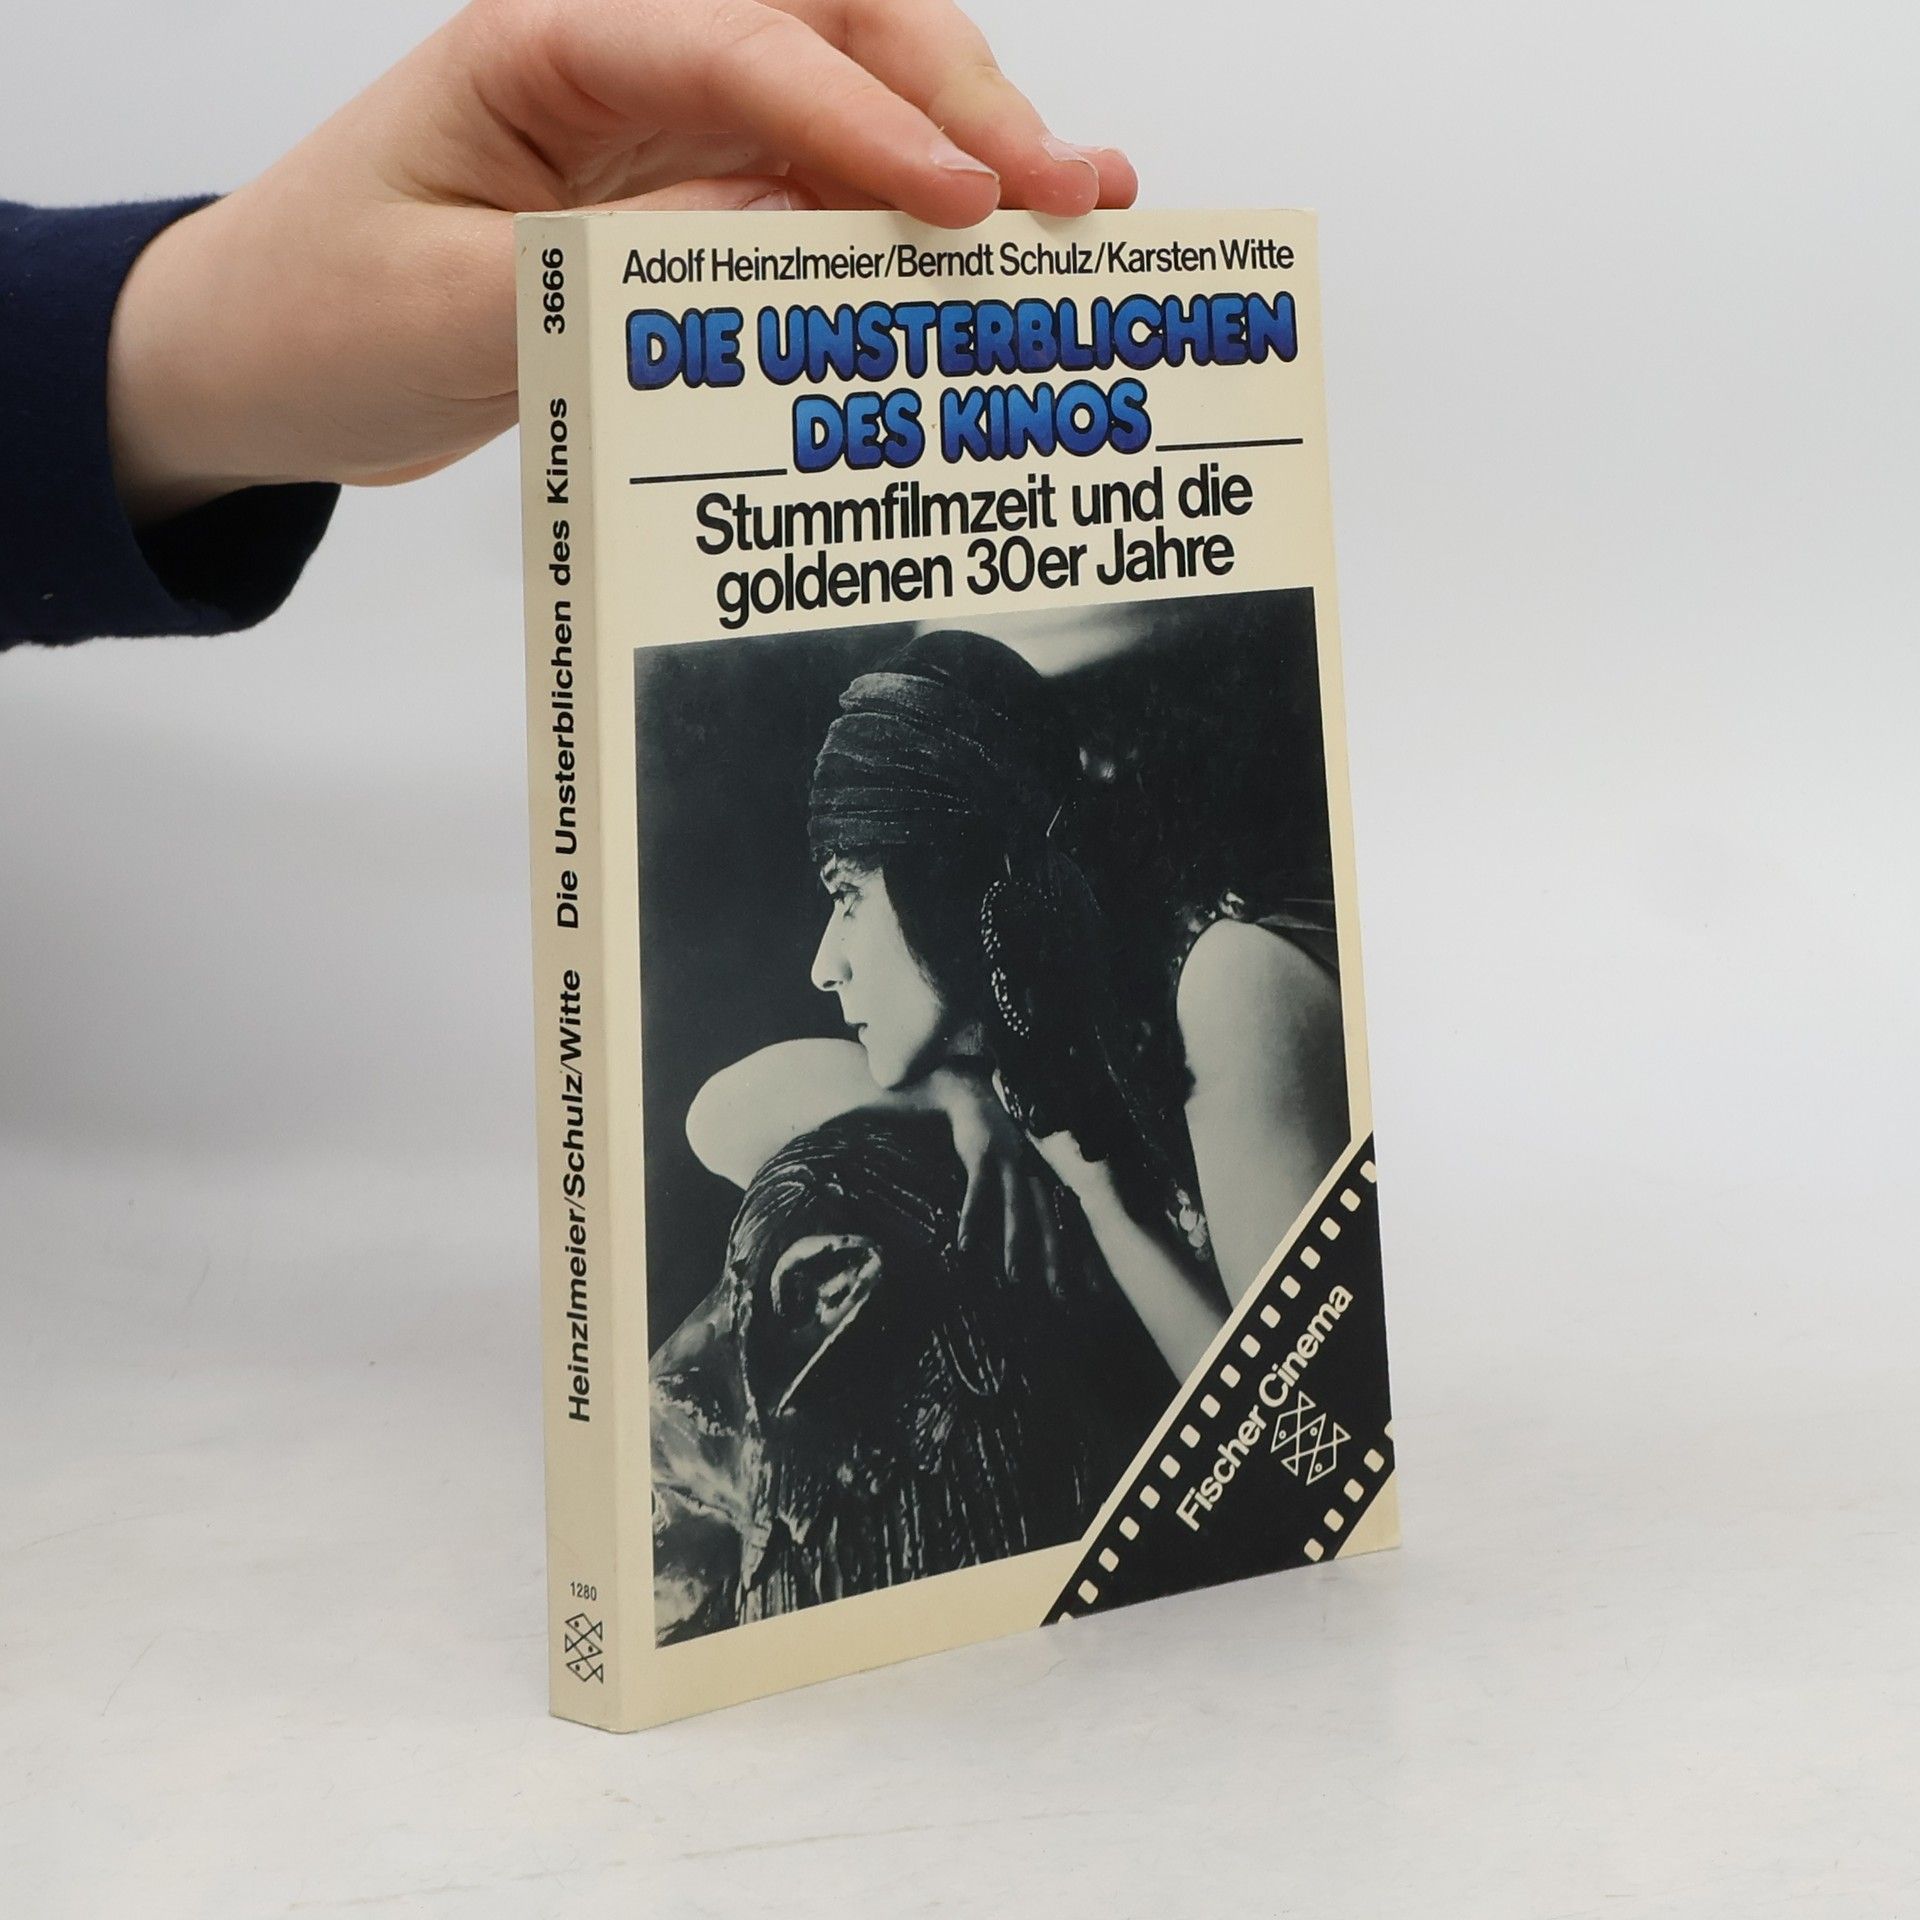 Adolf Heinzlmeier/Berndt Schulz/Karsten Witte
DIE UNSTERBLICHEN
DES KINOS
Stummfilmzeit und die
goldenen 30er Jahre
Fischer Cinema
Heinzlmeier/Schulz/Witte Die Unsterblichen des Kinos 3666
1280